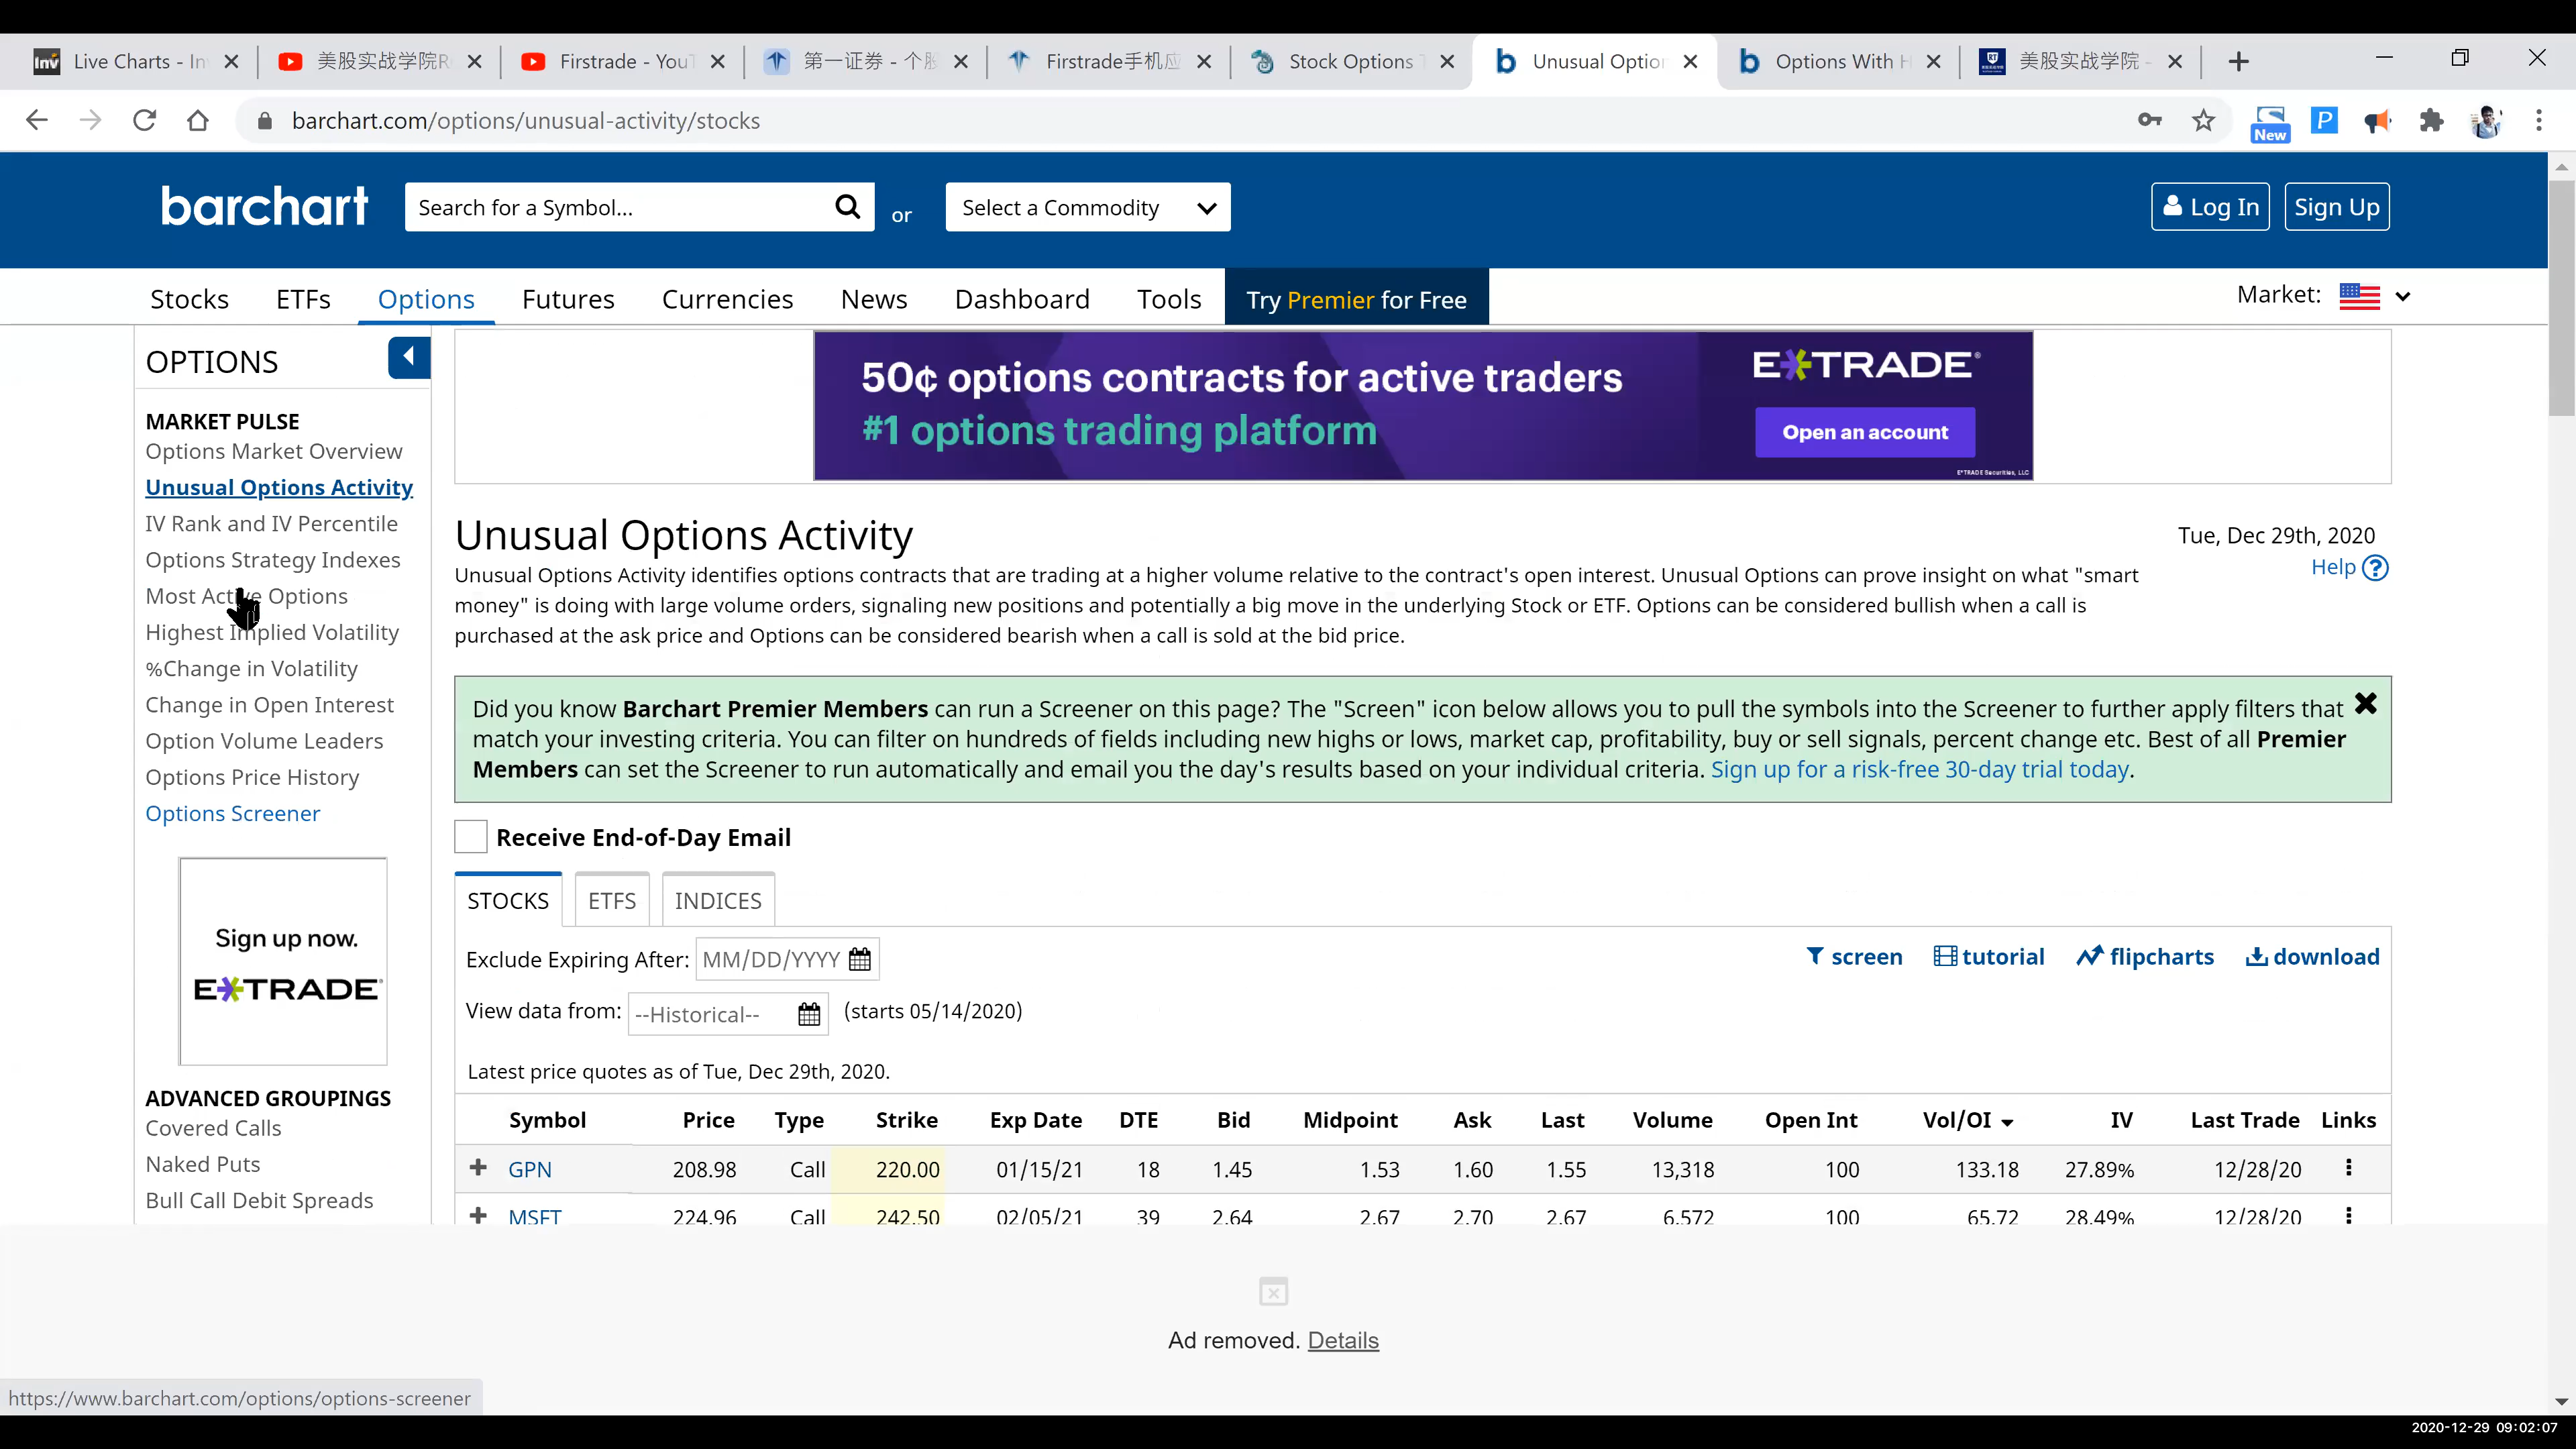 Live Charts - Inv
美股实战学院R
Firstrade - YouT
第一证券 - 个股
Firstrade手机应
Stock Options T
Unusual Option
Options With H
美股实战学院 -
barchart.com/options/unusual-activity/stocks
New
barchart
Search for a Symbol...
or
Select a Commodity
Log In
Sign Up
Stocks
ETFs
Options
Futures
Currencies
News
Dashboard
Tools
Try Premier for Free
Market:
OPTIONS
MARKET PULSE
Options Market Overview
Unusual Options Activity
IV Rank and IV Percentile
Options Strategy Indexes
Most Active Options
Highest Implied Volatility
%Change in Volatility
Change in Open Interest
Option Volume Leaders
Options Price History
Options Screener
Sign up now.
E*TRADE
ADVANCED GROUPINGS
Covered Calls
Naked Puts
Bull Call Debit Spreads
50¢ options contracts for active traders
#1 options trading platform
E*TRADE
Open an account
E*TRADE Securities, LLC
Unusual Options Activity
Tue, Dec 29th, 2020
Help
Unusual Options Activity identifies options contracts that are trading at a higher volume relative to the contract's open interest. Unusual Options can prove insight on what "smart
money" is doing with large volume orders, signaling new positions and potentially a big move in the underlying Stock or ETF. Options can be considered bullish when a call is
purchased at the ask price and Options can be considered bearish when a call is sold at the bid price.
Did you know Barchart Premier Members can run a Screener on this page? The "Screen" icon below allows you to pull the symbols into the Screener to further apply filters that
match your investing criteria. You can filter on hundreds of fields including new highs or lows, market cap, profitability, buy or sell signals, percent change etc. Best of all Premier
Members can set the Screener to run automatically and email you the day's results based on your individual criteria. Sign up for a risk-free 30-day trial today.
Receive End-of-Day Email
STOCKS
ETFS
INDICES
Exclude Expiring After: MM/DD/YYYY
screen
tutorial
flipcharts
download
View data from: --Historical-- (starts 05/14/2020)
Latest price quotes as of Tue, Dec 29th, 2020.
Symbol Price Type Strike Exp Date DTE Bid Midpoint Ask Last Volume Open Int Vol/OI IV Last Trade Links
GPN 208.98 Call 220.00 01/15/21 18 1.45 1.53 1.60 1.55 13,318 100 133.18 27.89% 12/28/20
MSFT 224.96 Call 242.50 02/05/21 39 2.64 2.67 2.70 2.67 6,572 100 65.72 28.49% 12/28/20
Ad removed. Details
https://www.barchart.com/options/options-screener
2020-12-29 09:02:07